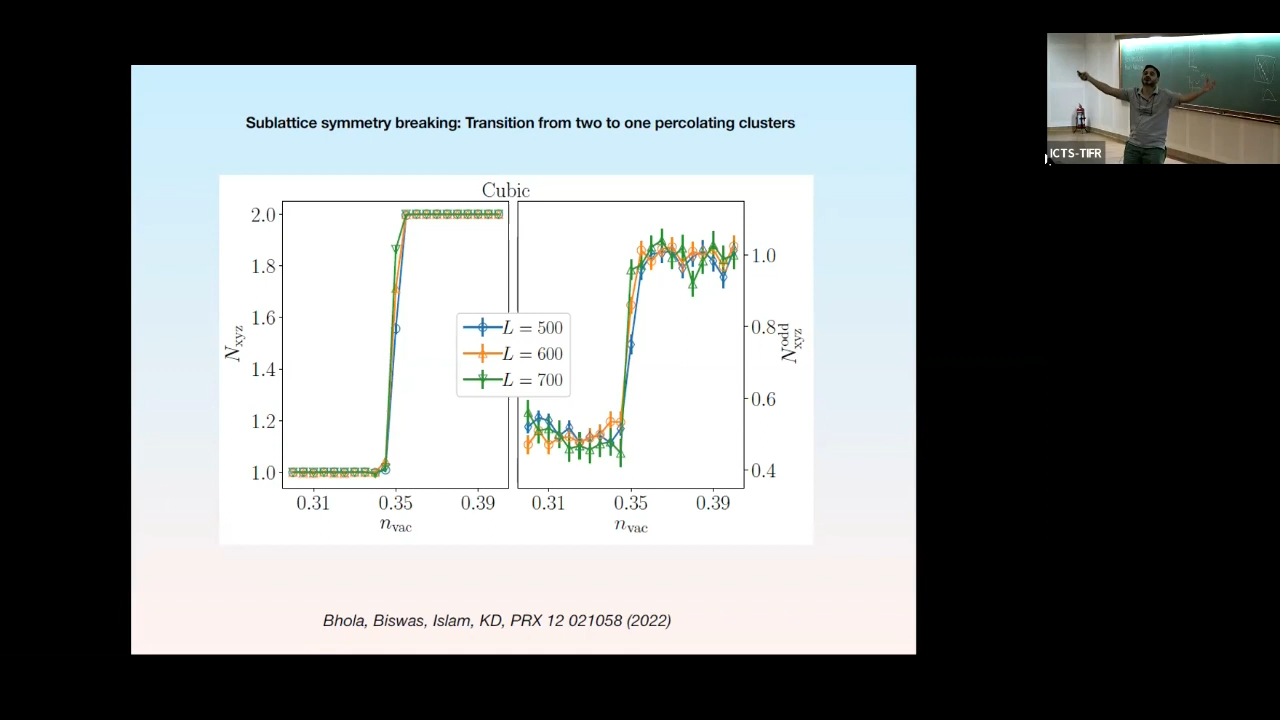 Sublattice symmetry breaking: Transition from two to one percolating clusters
ICTS-TIFR
Cubic
2.0
1.8
1.6
1.4
1.2
1.0
N_xyz
0.31 0.35 0.39
n_vac
L = 500
L = 600
L = 700
1.0
0.8
0.6
0.4
N^odd_xyz
0.31 0.35 0.39
n_vac
Bhola, Biswas, Islam, KD, PRX 12 021058 (2022)